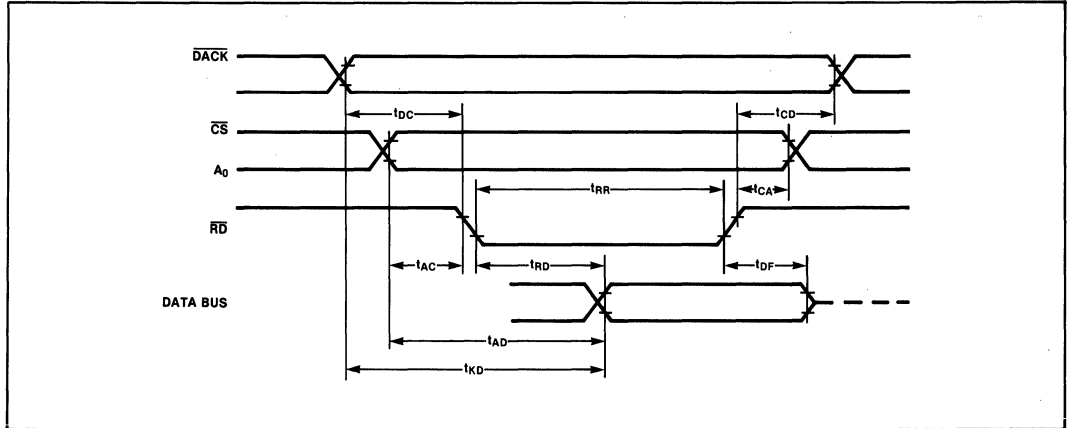 DACK
tDC
tCD
CS
A0
tRR
tCA
RD
tAC
tRD
tDF
DATA BUS
tAD
tKD